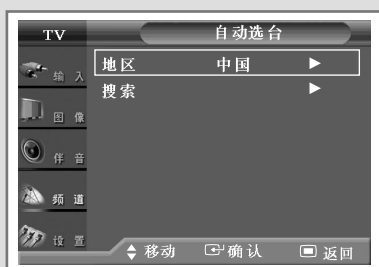 TV
自动选台
输 入
图 像
伴 音
频 道
设 置
地区 中国
搜索
移动 确认 返回